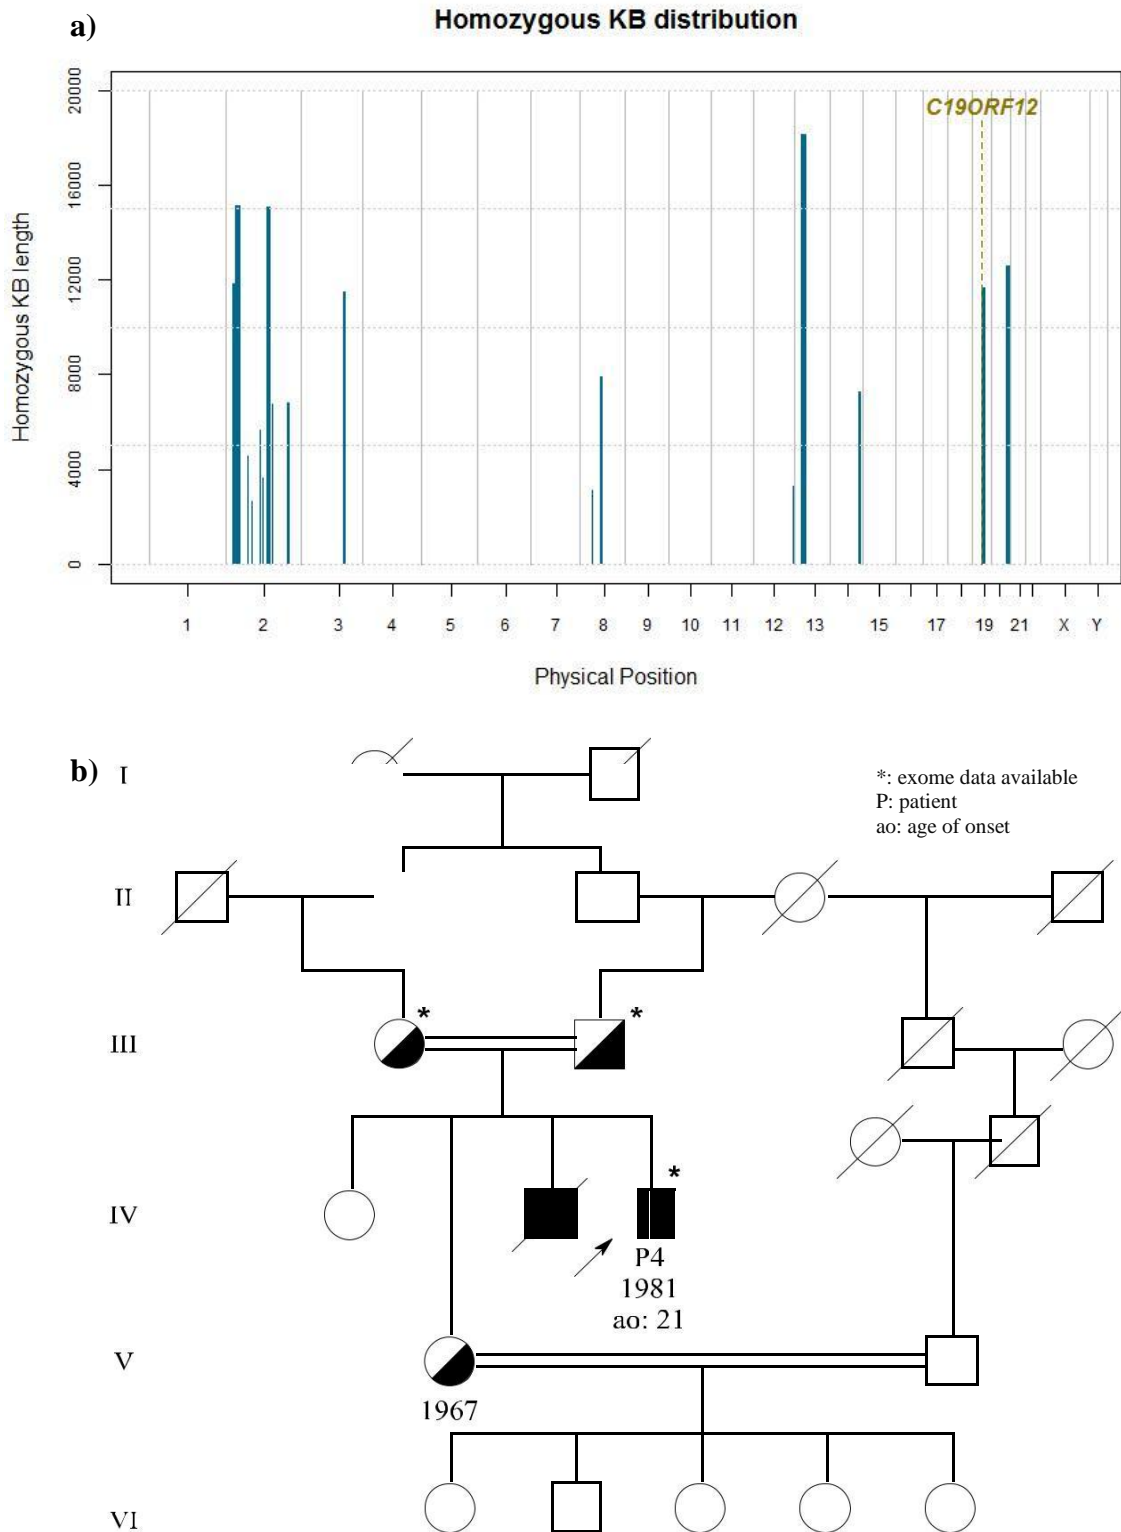 a)
Homozygous KB distribution
C19ORF12
20000
16000
12000
8000
4000
0
Homozygous KB length
1 2 3 4 5 6 7 8 9 10 11 12 13 15 17 19 21 X Y
Physical Position
b)
I
*: exome data available
P: patient
ao: age of onset
II
III
*
*
IV
*
P4
1981
ao: 21
V
1967
VI